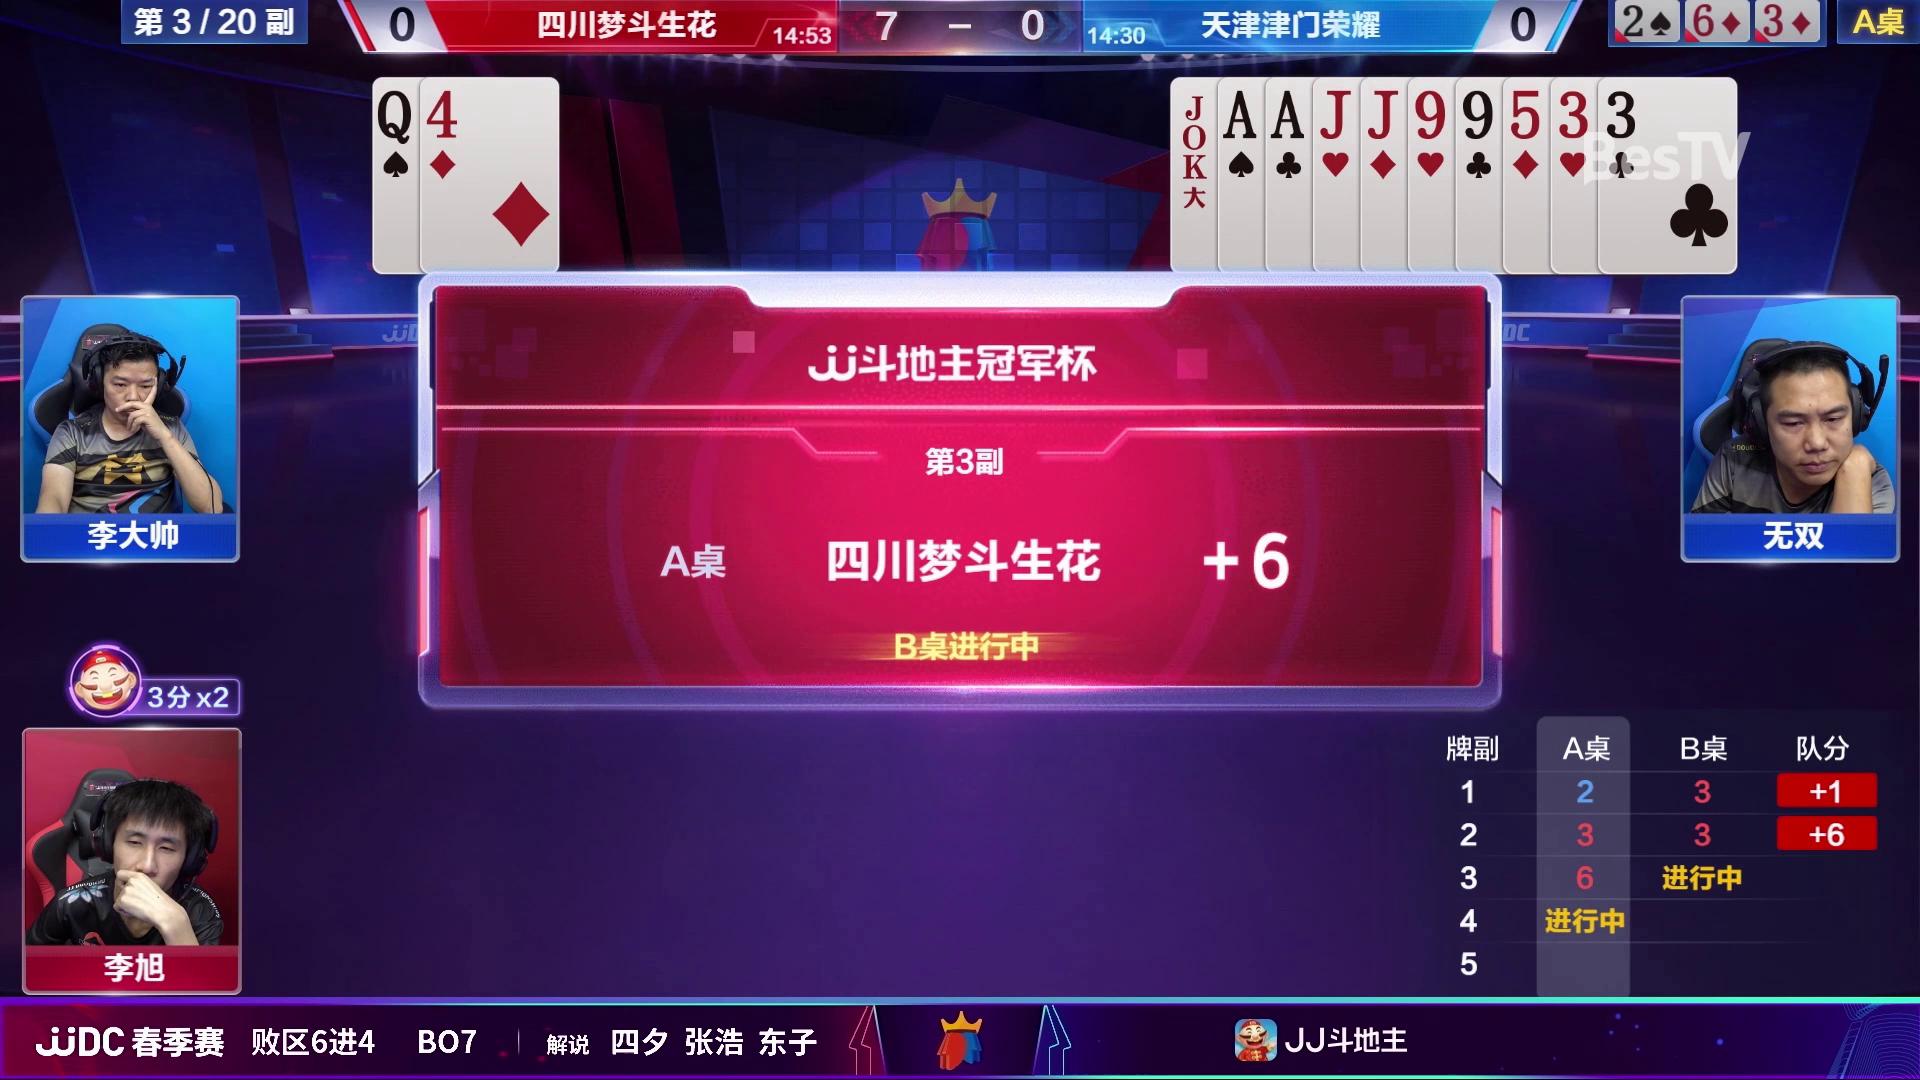 第 3 / 20 副
0
四川梦斗生花
14:53
7 – 0
14:30
天津津门荣耀
0
2♠ 6♦ 3♦
A桌
Q♠ 4♦
JOK大 A♠ A♣ J♥ J♦ 9♥ 9♣ 5♦ 3♥ 3♣
BesTV
JJ斗地主冠军杯
第3副
A桌 四川梦斗生花 +6
B桌进行中
李大帅
无双
3分 x2
李旭
牌副 A桌 B桌 队分
1 2 3 +1
2 3 3 +6
3 6 进行中
4 进行中
5
JJDC 春季赛 败区6进4 BO7 解说 四夕 张浩 东子
JJ斗地主